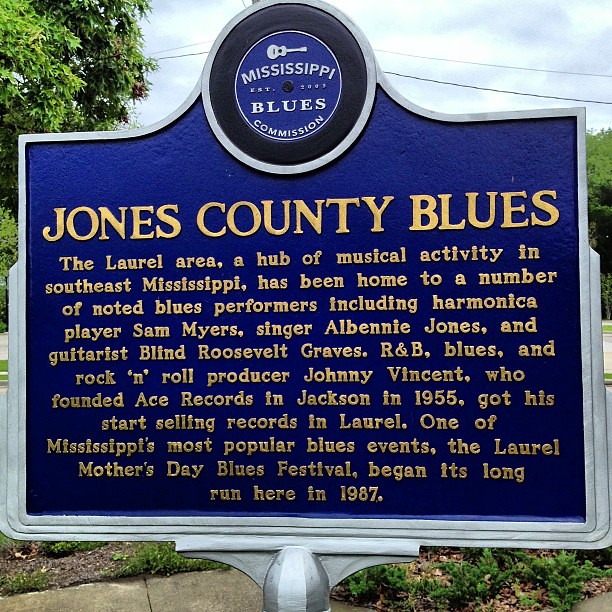 MISSISSIPPI
EST. 2003
BLUES
COMMISSION
JONES COUNTY BLUES
The Laurel area, a hub of musical activity in
southeast Mississippi, has been home to a number
of noted blues performers including harmonica
player Sam Myers, singer Albennie Jones, and
guitarist Blind Roosevelt Graves. R&B, blues, and
rock ‘n’ roll producer Johnny Vincent, who
founded Ace Records in Jackson in 1955, got his
start selling records in Laurel. One of
Mississippi's most popular blues events, the Laurel
Mother's Day Blues Festival, began its long
run here in 1987.